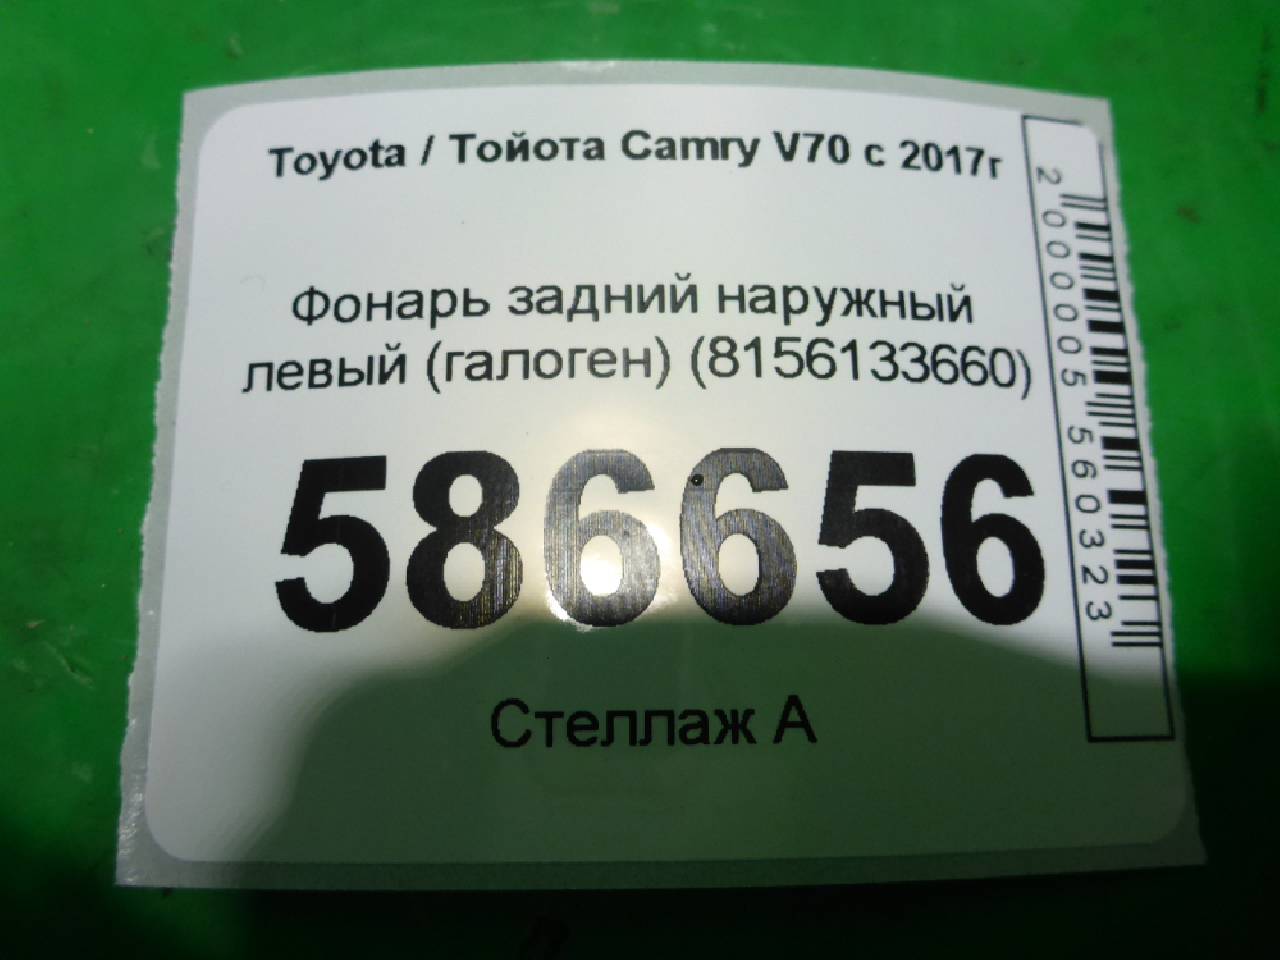 Toyota / Тойота Camry V70 с 2017г
Фонарь задний наружный
левый (галоген) (8156133660)
586656
Стеллаж А
2000005560323